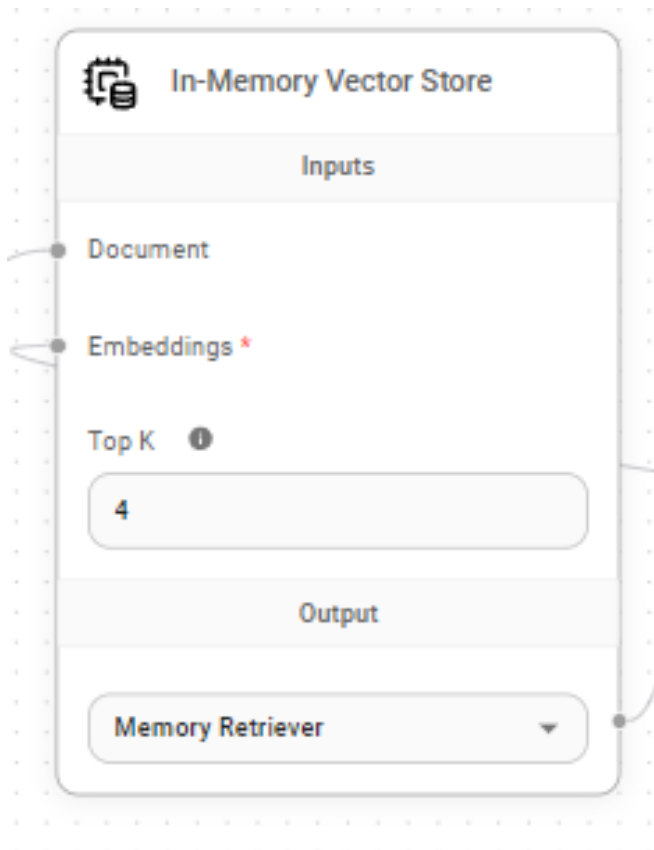 In-Memory Vector Store
Inputs
Document
Embeddings *
Top K
4
Output
Memory Retriever